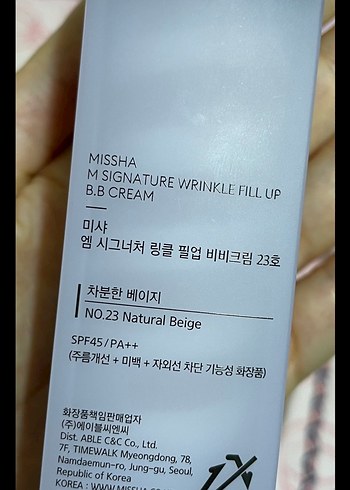 MISSHA
M SIGNATURE WRINKLE FILL UP
B.B CREAM
미샤
엠 시그너처 링클 필업 비비크림 23호
차분한 베이지
NO.23 Natural Beige
SPF45/PA++
(주름개선 + 미백 + 자외선 차단 기능성 화장품)
화장품책임판매업자
(주)에이블씨엔씨
Dist. ABLE C&C Co., Ltd.
7F, TIMEWALK Myeongdong, 78,
Namdaemun-ro, Jung-gu, Seoul,
Republic of Korea
KOREA : WWW.MISSHA.CO